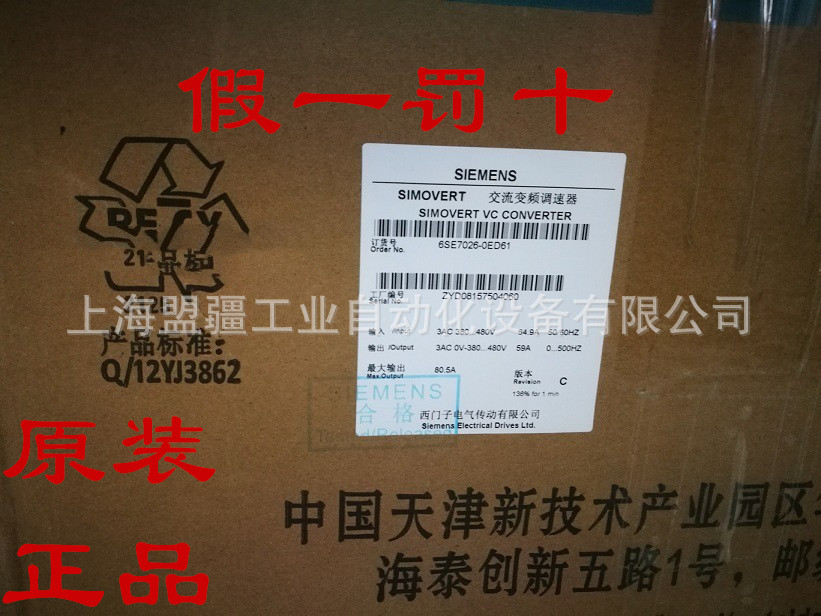 假一罚十
SIEMENS
SIMOVERT 交流变频调速器
SIMOVERT VC CONVERTER
订货号
Order No.
6SE7026-0ED61
工厂编号
Serial No.
ZYD08157504060
上海盟疆工业自动化设备有限公司
输入 /Input 3AC 380...480V 64.9A 50/60HZ
输出 /Output 3AC 0V-380...480V 59A 0...500HZ
最大输出
Max.Output
80.5A
版本
Revision
C
136% for 1 min
SIEMENS
合格
西门子电气传动有限公司
Siemens Electrical Drives Ltd.
产品标准:
Q/12YJ3862
原装
正品
中国天津新技术产业园区
海泰创新五路1号，邮